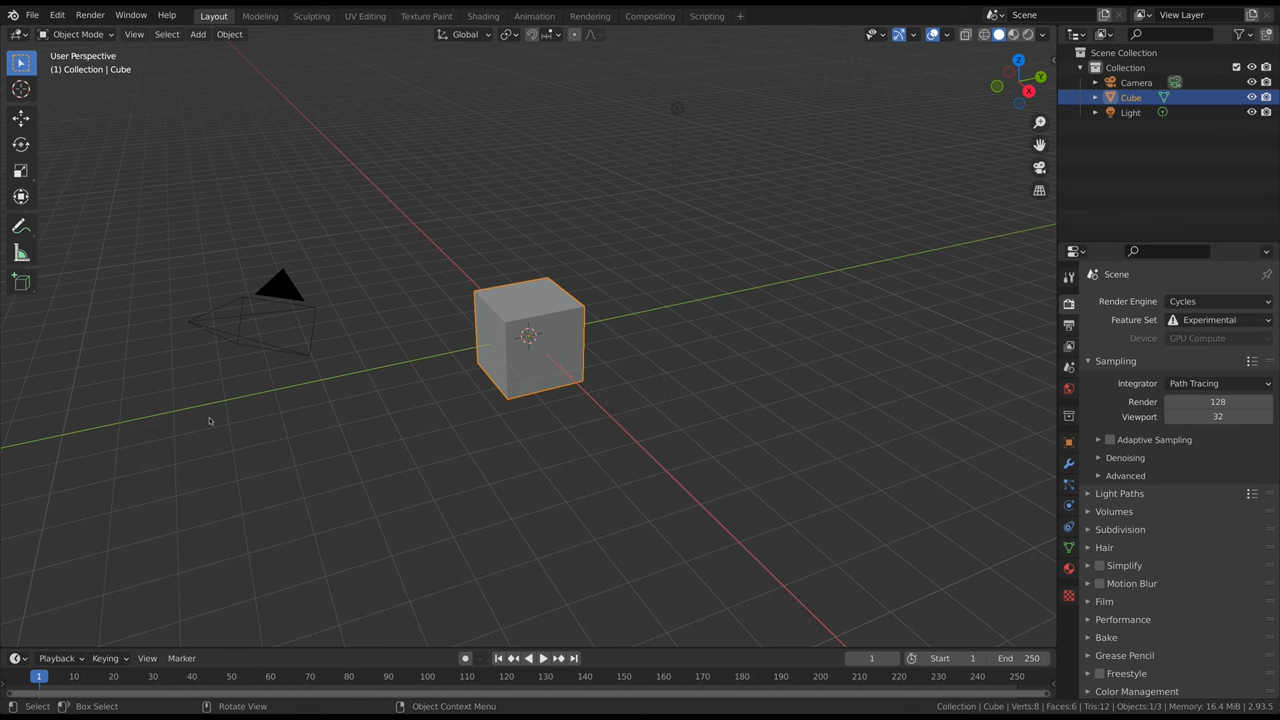 File Edit Render Window Help Layout Modeling Sculpting UV Editing Texture Paint Shading Animation Rendering Compositing Scripting + Scene View Layer
Object Mode View Select Add Object Global
User Perspective
(1) Collection | Cube
Z
Y
X
Scene Collection
Collection
Camera
Cube
Light
Scene
Render Engine Cycles
Feature Set Experimental
Device GPU Compute
Sampling
Integrator Path Tracing
Render 128
Viewport 32
Adaptive Sampling
Denoising
Advanced
Light Paths
Volumes
Subdivision
Hair
Simplify
Motion Blur
Film
Performance
Bake
Grease Pencil
Freestyle
Color Management
Playback Keying View Marker 1 Start 1 End 250
1 10 20 30 40 50 60 70 80 90 100 110 120 130 140 150 160 170 180 190 200 210 220 230 240 250
Select Box Select Rotate View Object Context Menu Collection | Cube | Verts:8 | Faces:6 | Tris:12 | Objects:1/3 | Memory: 16.4 MiB | 2.93.5